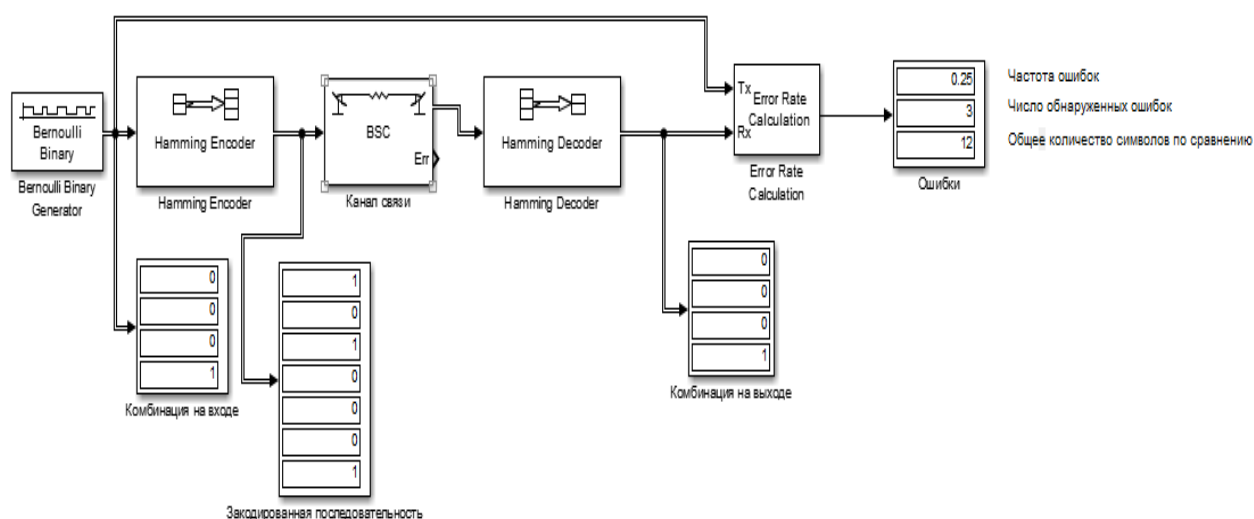 Bernoulli
Binary
Bernoulli Binary
Generator
Hamming Encoder
Hamming Encoder
BSC
Err
Канал связи
Hamming Decoder
Hamming Decoder
Tx
Error Rate
Calculation
Rx
Error Rate
Calculation
0.25
3
12
Ошибки
Частота ошибок
Число обнаруженных ошибок
Общее количество символов по сравнению
0
0
0
1
Комбинация на входе
1
0
1
0
0
0
1
Закодированная последовательность
0
0
0
1
Комбинация на выходе